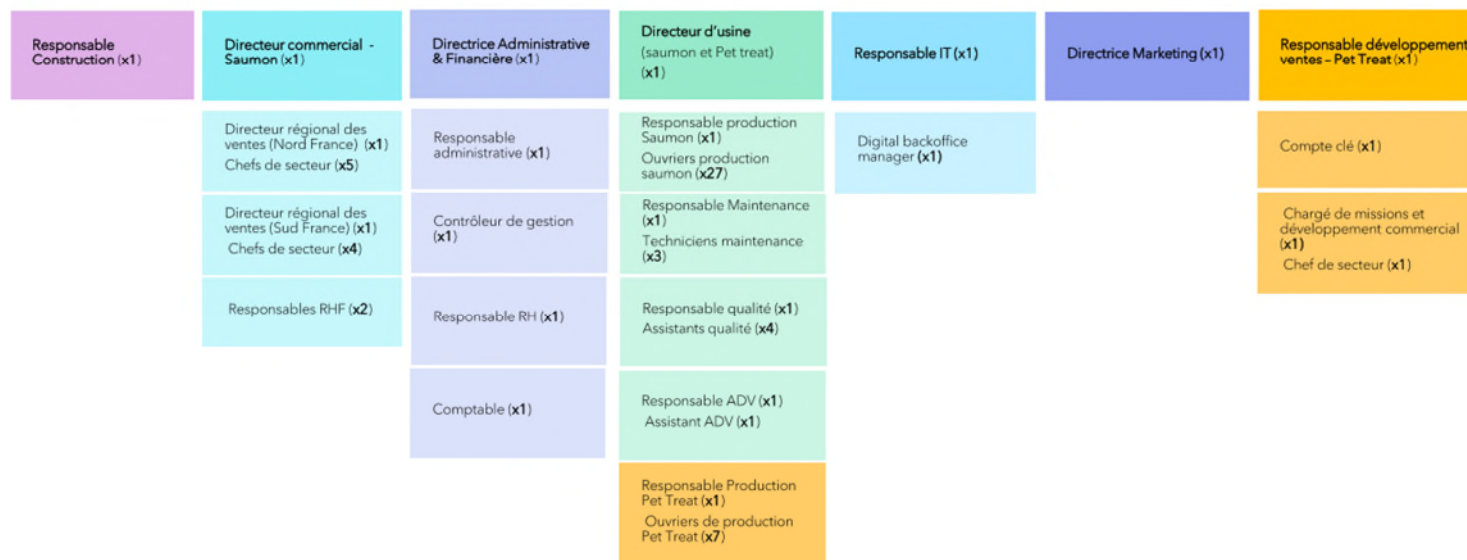 Responsable
Construction (x1)
Directeur commercial -
Saumon (x1)
Directeur régional des
ventes (Nord France) (x1)
Chefs de secteur (x5)
Directeur régional des
ventes (Sud France) (x1)
Chefs de secteur (x4)
Responsables RHF (x2)
Directrice Administrative
& Financière (x1)
Responsable
administrative (x1)
Contrôleur de gestion
(x1)
Responsable RH (x1)
Comptable (x1)
Directeur d'usine
(saumon et Pet treat)
(x1)
Responsable production
Saumon (x1)
Ouvriers production
saumon (x27)
Responsable Maintenance
(x1)
Techniciens maintenance
(x3)
Responsable qualité (x1)
Assistants qualité (x4)
Responsable ADV (x1)
Assistant ADV (x1)
Responsable Production
Pet Treat (x1)
Ouvriers de production
Pet Treat (x7)
Responsable IT (x1)
Digital backoffice
manager (x1)
Directrice Marketing (x1)
Responsable développement
ventes – Pet Treat (x1)
Compte clé (x1)
Chargé de missions et
développement commercial
(x1)
Chef de secteur (x1)